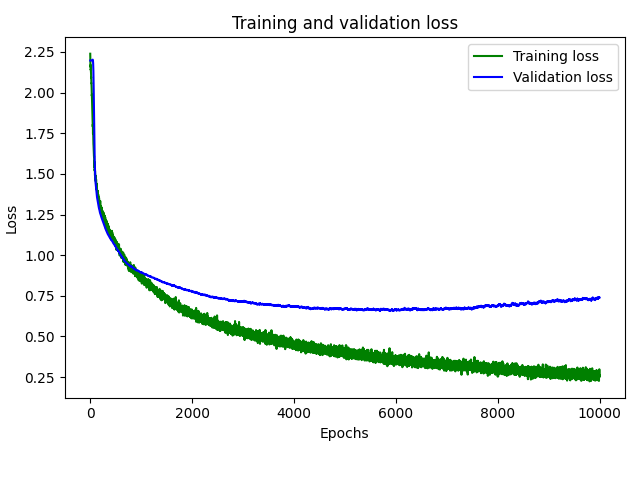 Training and validation loss
Training loss
Validation loss
Loss
2.25
2.00
1.75
1.50
1.25
1.00
0.75
0.50
0.25
0 2000 4000 6000 8000 10000
Epochs